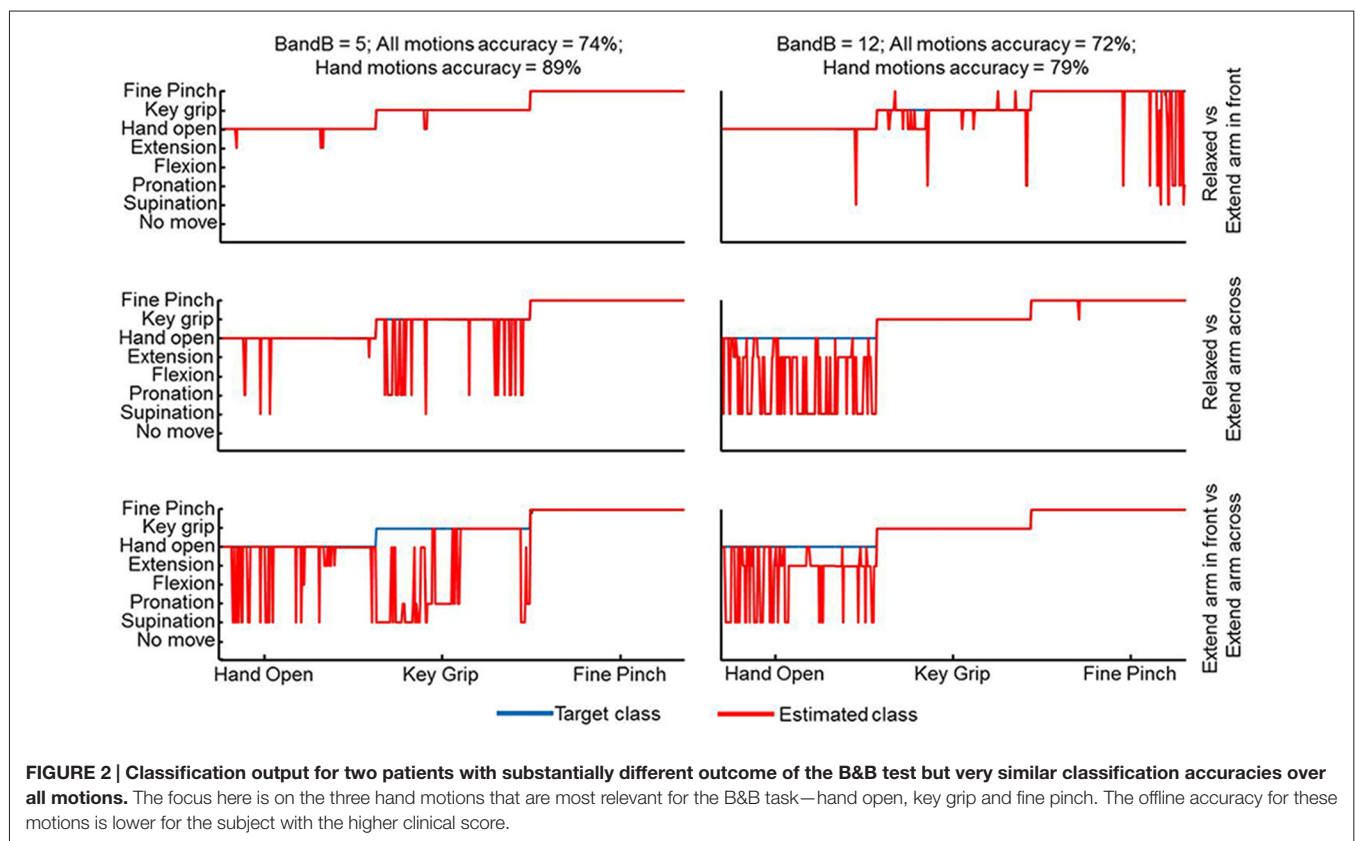 BandB = 5; All motions accuracy = 74%;
Hand motions accuracy = 89%
BandB = 12; All motions accuracy = 72%;
Hand motions accuracy = 79%
Fine Pinch
Key grip
Hand open
Extension
Flexion
Pronation
Supination
No move
Relaxed vs
Extend arm in front
Fine Pinch
Key grip
Hand open
Extension
Flexion
Pronation
Supination
No move
Relaxed vs
Extend arm across
Fine Pinch
Key grip
Hand open
Extension
Flexion
Pronation
Supination
No move
Extend arm in front vs
Extend arm across
Hand Open Key Grip Fine Pinch
Hand Open Key Grip Fine Pinch
Target class
Estimated class
FIGURE 2 | Classification output for two patients with substantially different outcome of the B&B test but very similar classification accuracies over
all motions. The focus here is on the three hand motions that are most relevant for the B&B task—hand open, key grip and fine pinch. The offline accuracy for these
motions is lower for the subject with the higher clinical score.